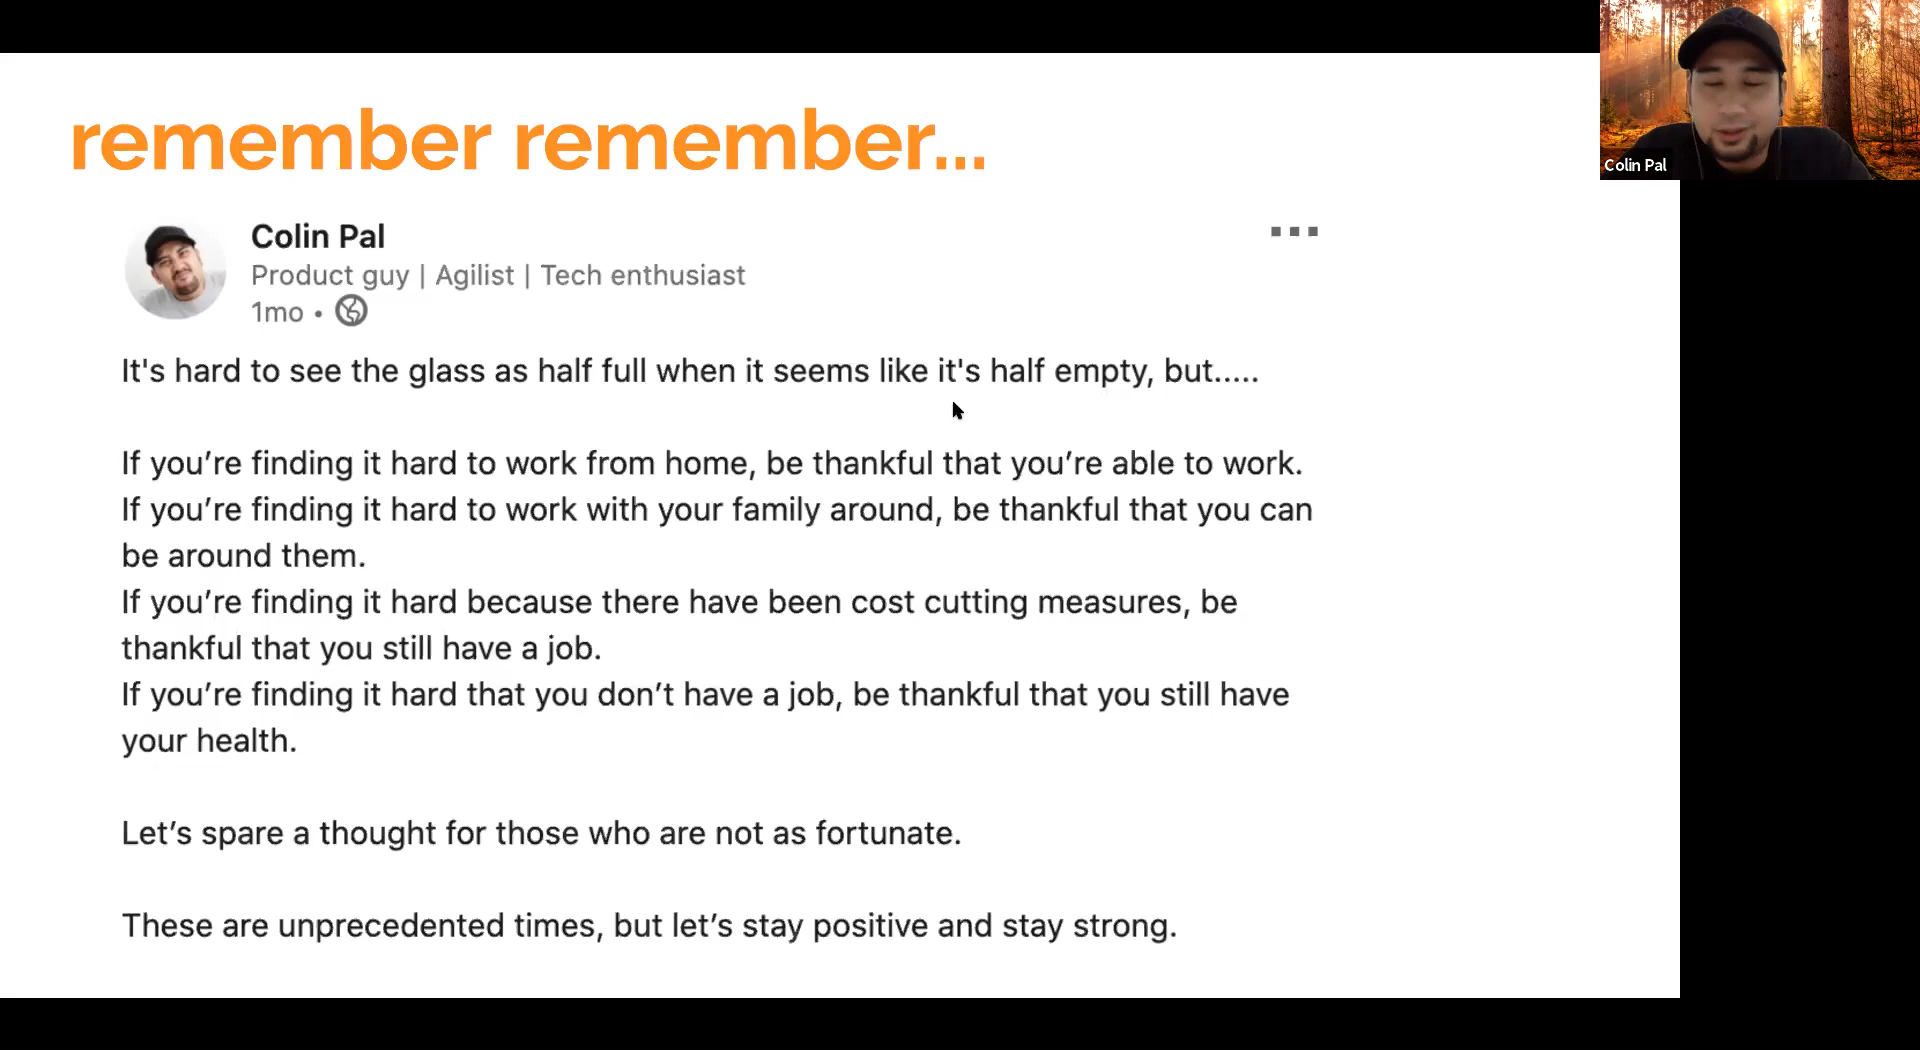 remember remember...
Colin Pal
Colin Pal
Product guy | Agilist | Tech enthusiast
1mo •
It's hard to see the glass as half full when it seems like it's half empty, but.....
If you’re finding it hard to work from home, be thankful that you’re able to work.
If you’re finding it hard to work with your family around, be thankful that you can
be around them.
If you’re finding it hard because there have been cost cutting measures, be
thankful that you still have a job.
If you’re finding it hard that you don’t have a job, be thankful that you still have
your health.
Let’s spare a thought for those who are not as fortunate.
These are unprecedented times, but let’s stay positive and stay strong.